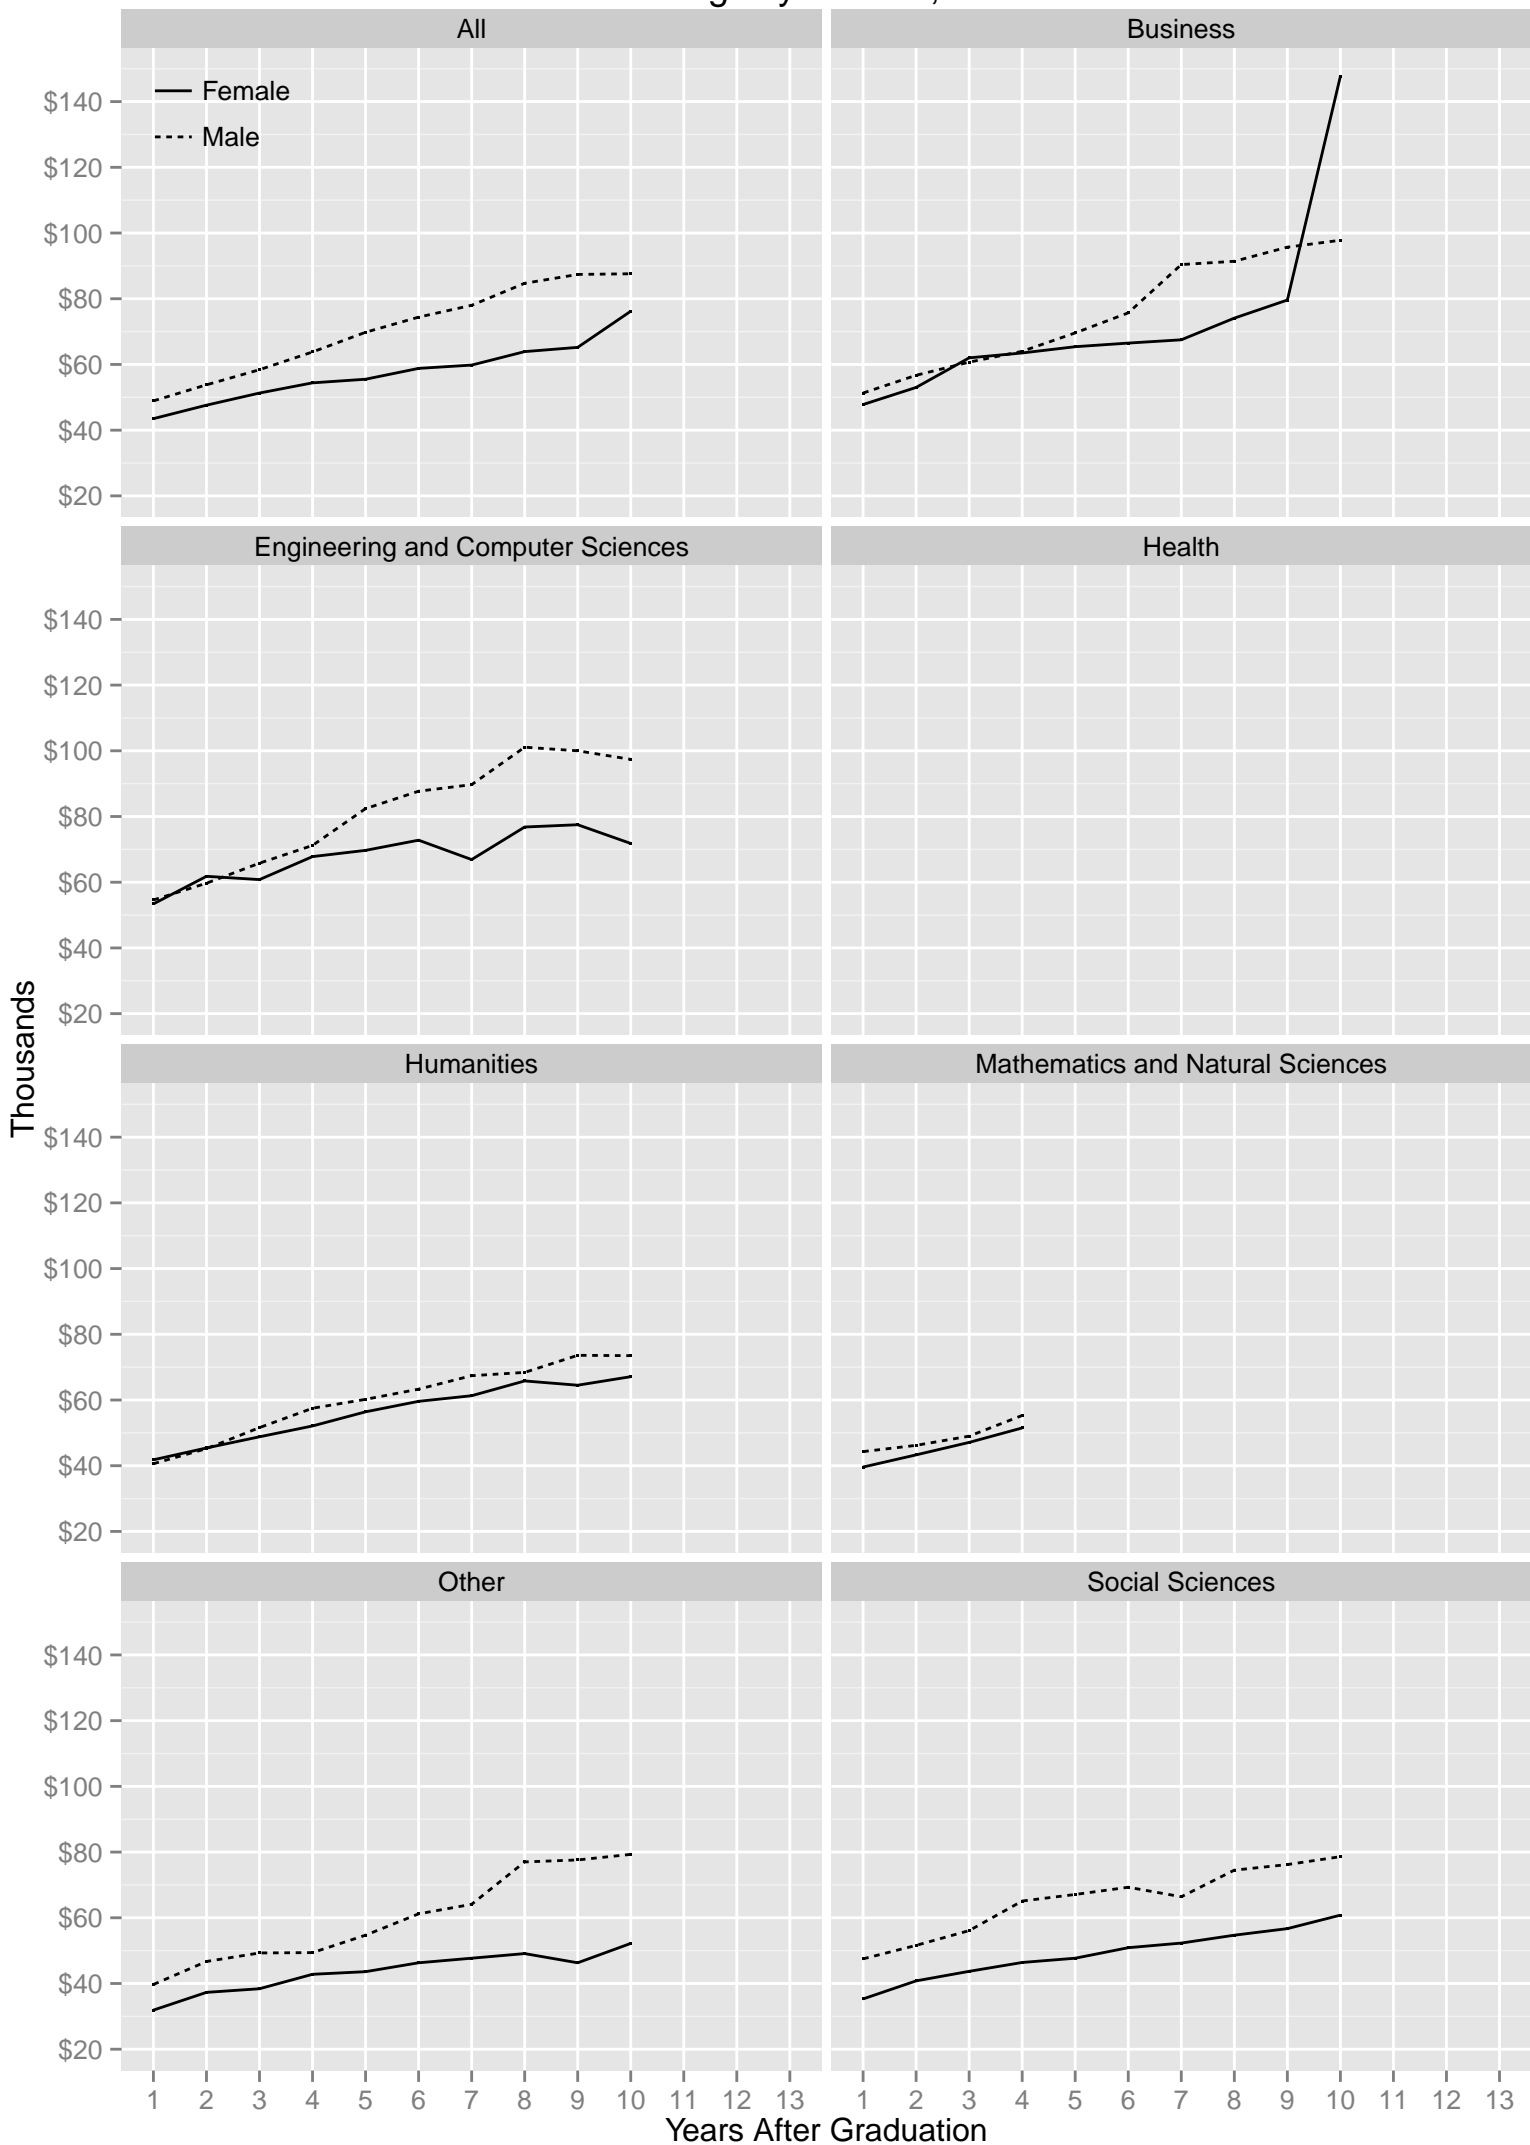 All
Business
$140
$120
$100
$80
$60
$40
$20
Female
Male
Engineering and Computer Sciences
Health
$140
$120
$100
$80
$60
$40
$20
Thousands
Humanities
Mathematics and Natural Sciences
$140
$120
$100
$80
$60
$40
$20
Other
Social Sciences
$140
$120
$100
$80
$60
$40
$20
1 2 3 4 5 6 7 8 9 10 11 12 13
1 2 3 4 5 6 7 8 9 10 11 12 13
Years After Graduation